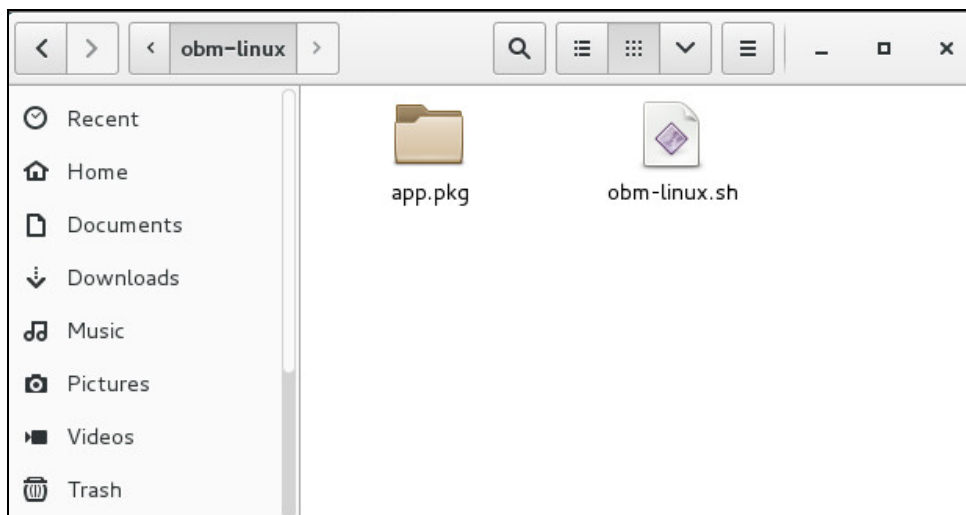 obm-linux
Recent
Home
Documents
Downloads
Music
Pictures
Videos
Trash
app.pkg
obm-linux.sh